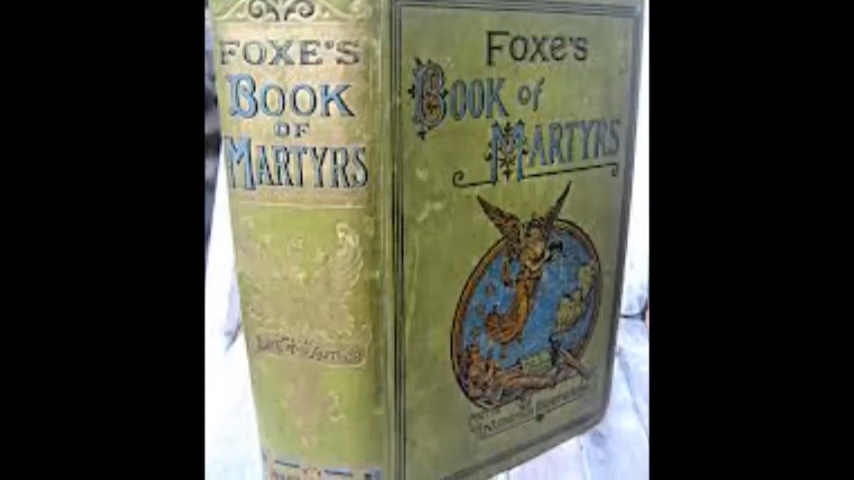 FOXE'S
BOOK
OF
MARTYRS
FOXE'S
BOOK of
MARTYRS